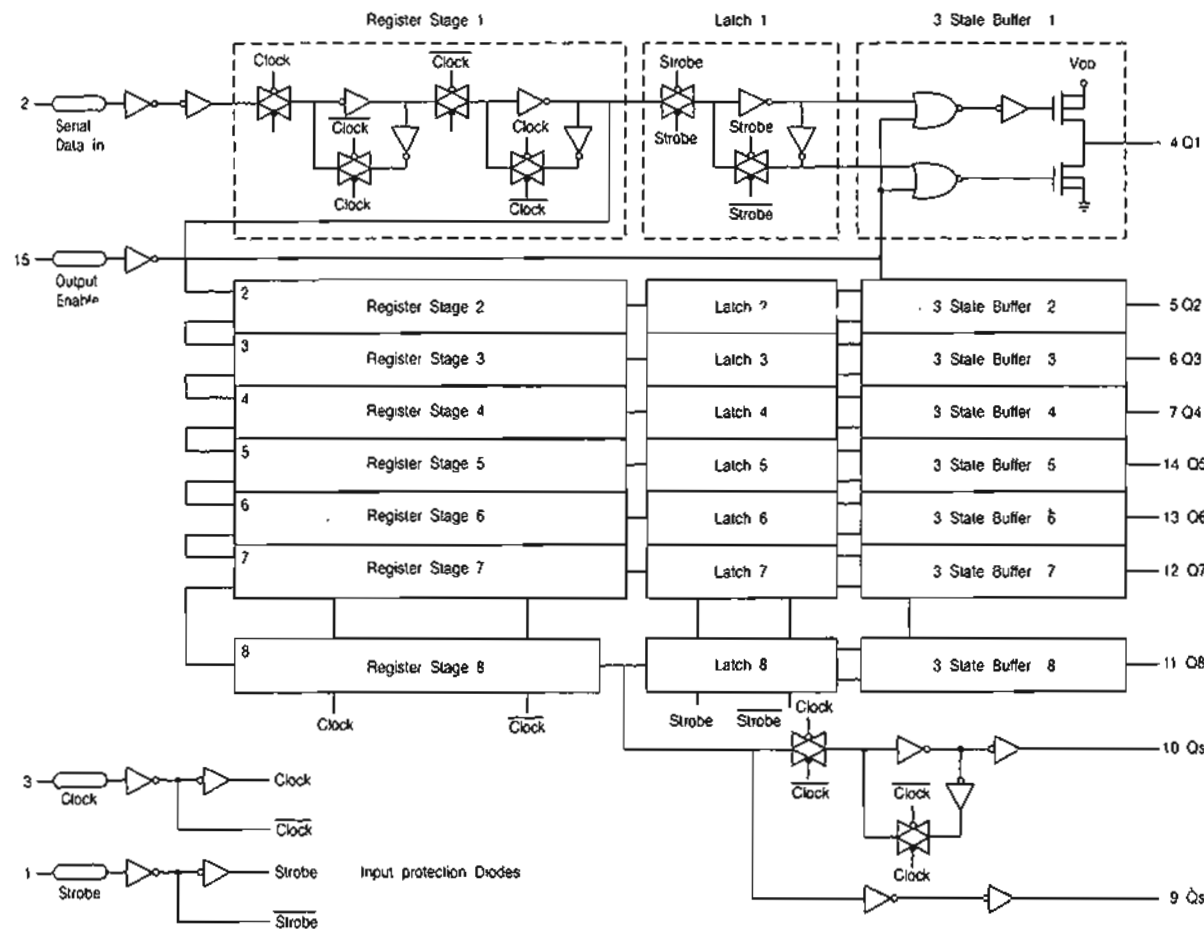 Register Stage 1
Latch 1
3 State Buffer 1
Clock
Clock
Strobe
VDD
2
Serial
Data in
Clock
Clock
Strobe
Strobe
4 Q1
Clock
Clock
Strobe
15
Output
Enable
2
Register Stage 2
Latch 2
3 State Buffer 2
5 Q2
3
Register Stage 3
Latch 3
3 State Buffer 3
6 Q3
4
Register Stage 4
Latch 4
3 State Buffer 4
7 Q4
5
Register Stage 5
Latch 5
3 State Buffer 5
14 Q5
6
Register Stage 6
Latch 6
3 State Buffer 6
13 Q6
7
Register Stage 7
Latch 7
3 State Buffer 7
12 Q7
8
Register Stage 8
Latch 8
3 State Buffer 8
11 Q8
Clock
Clock
Strobe
Strobe
Clock
10 Qs
3
Clock
Clock
Clock
Clock
Clock
Clock
1
Strobe
Strobe
Input protection Diodes
Strobe
9 Qs